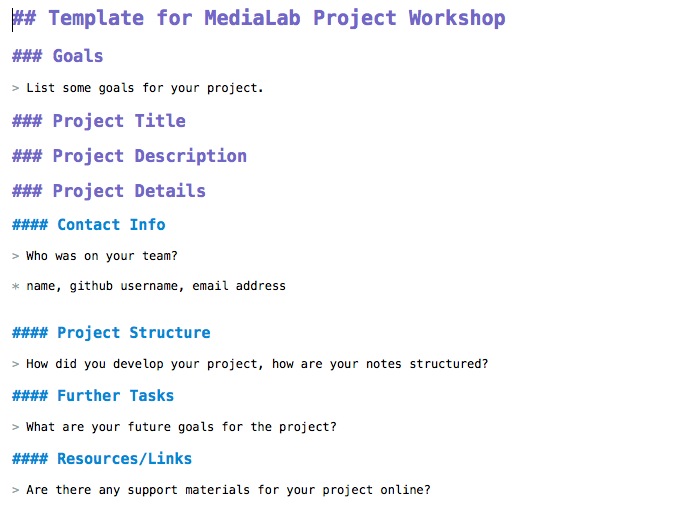 ## Template for MediaLab Project Workshop
### Goals
> List some goals for your project.
### Project Title
### Project Description
### Project Details
#### Contact Info
> Who was on your team?
* name, github username, email address
#### Project Structure
> How did you develop your project, how are your notes structured?
#### Further Tasks
> What are your future goals for the project?
#### Resources/Links
> Are there any support materials for your project online?